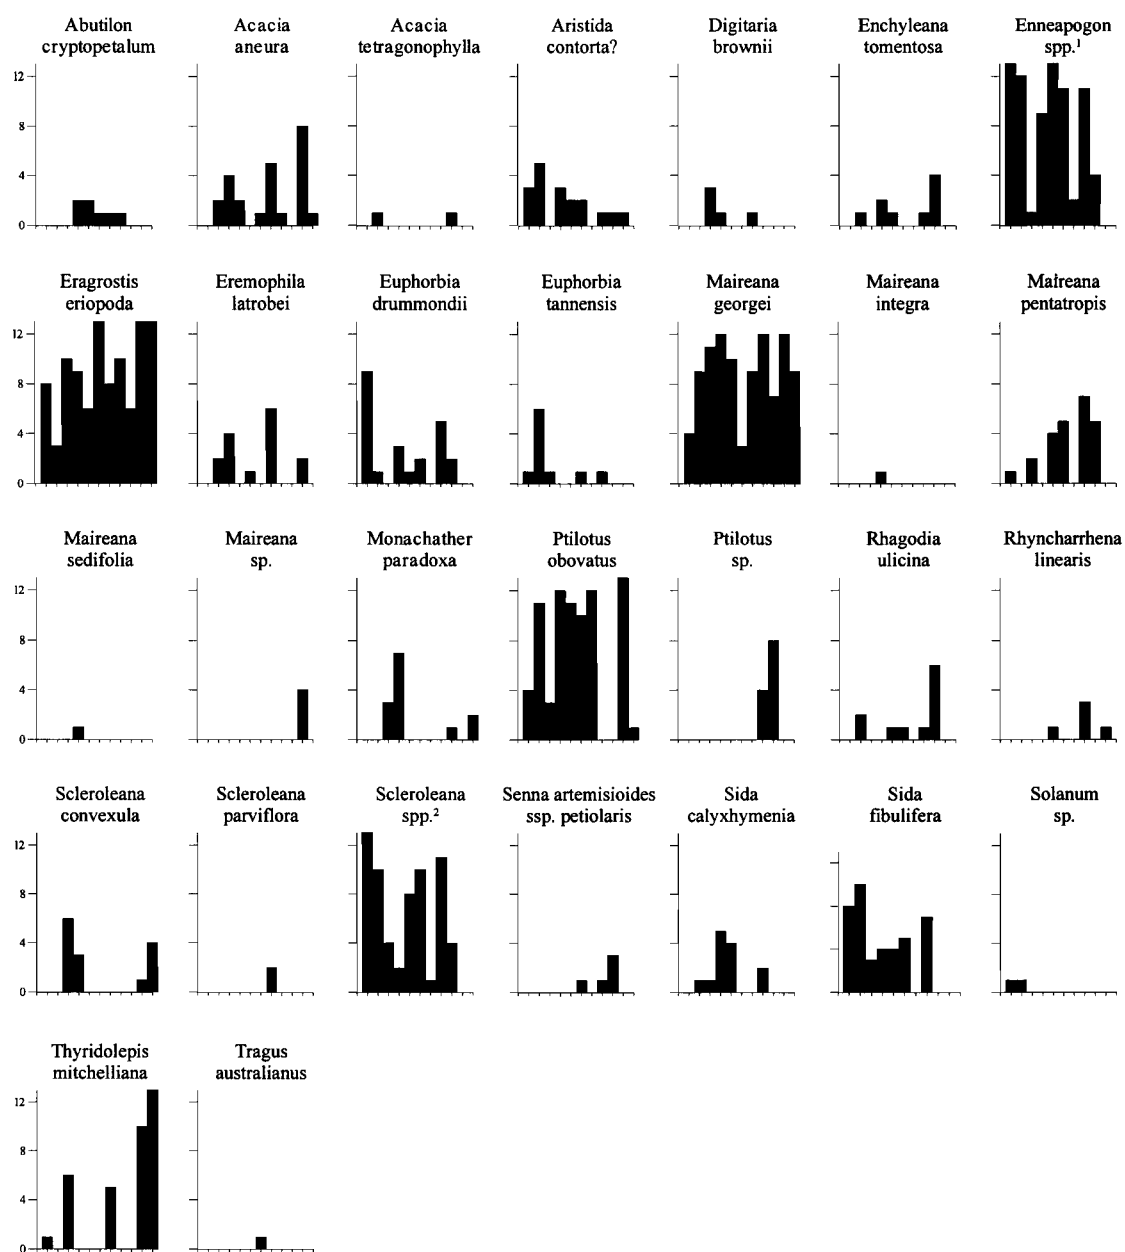 Abutilon
cryptopetalum
Acacia
aneura
Acacia
tetragonophylla
Aristida
contorta?
Digitaria
brownii
Enchyleana
tomentosa
Enneapogon
spp.¹
12
8
4
0
Eragrostis
eriopoda
Eremophila
latrobei
Euphorbia
drummondii
Euphorbia
tannensis
Maireana
georgei
Maireana
integra
Maireana
pentatropis
12
8
4
0
Maireana
sedifolia
Maireana
sp.
Monachather
paradoxa
Ptilotus
obovatus
Ptilotus
sp.
Rhagodia
ulicina
Rhyncharrhena
linearis
12
8
4
0
Scleroleana
convexula
Scleroleana
parviflora
Scleroleana
spp.²
Senna artemisioides
ssp. petiolaris
Sida
calyxhymenia
Sida
fibulifera
Solanum
sp.
12
8
4
0
Thyridolepis
mitchelliana
Tragus
australianus
12
8
4
0